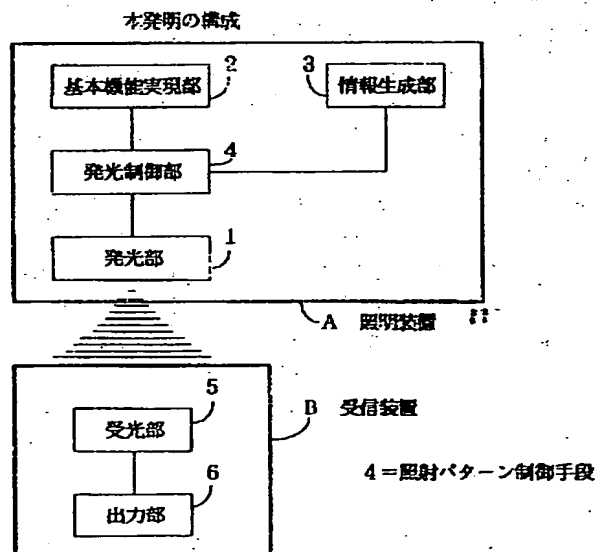 本発明の構成
2
3
基本機能実現部
情報生成部
4
発光制御部
1
発光部
A 照明装置
5
B 受信装置
受光部
4=照射パターン制御手段
6
出力部